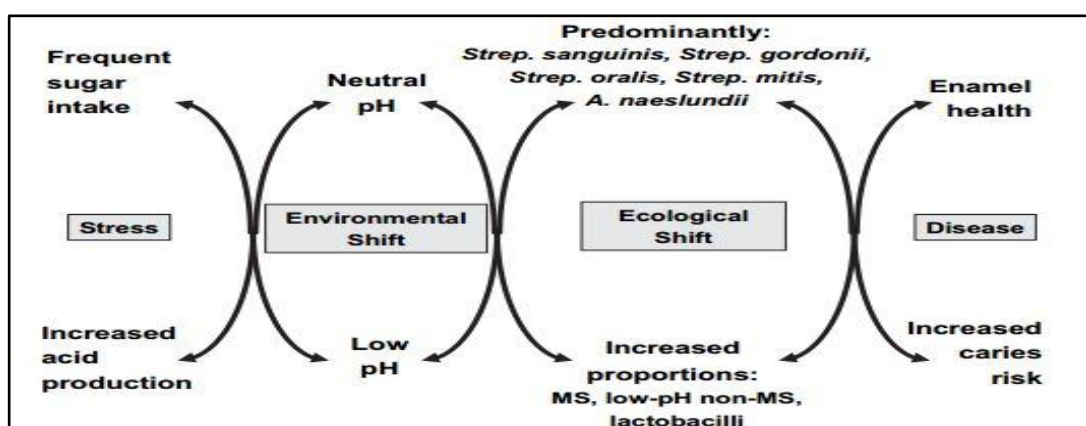 Frequent
sugar
intake
Neutral
pH
Predominantly:
Strep. sanguinis, Strep. gordonii,
Strep. oralis, Strep. mitis,
A. naeslundii
Enamel
health
Stress
Environmental
Shift
Ecological
Shift
Disease
Increased
acid
production
Low
pH
Increased
proportions:
MS, low-pH non-MS,
lactobacilli
Increased
caries
risk